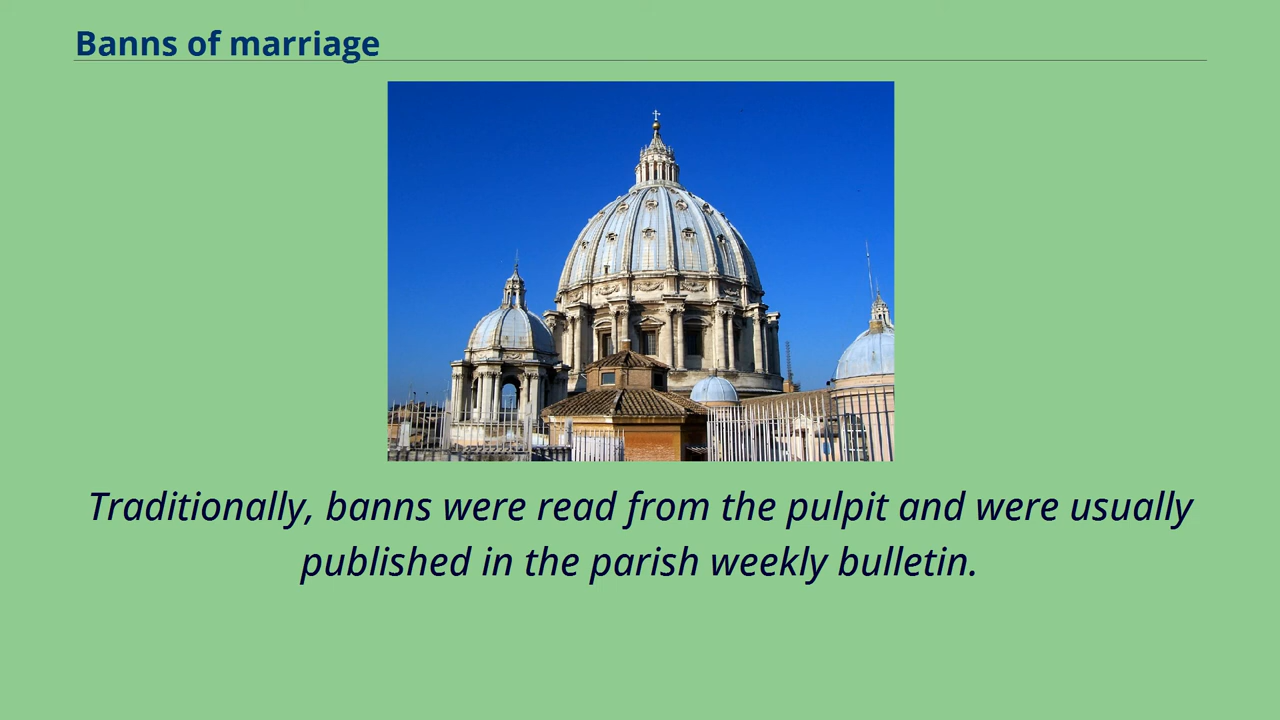 Banns of marriage
Traditionally, banns were read from the pulpit and were usually
published in the parish weekly bulletin.